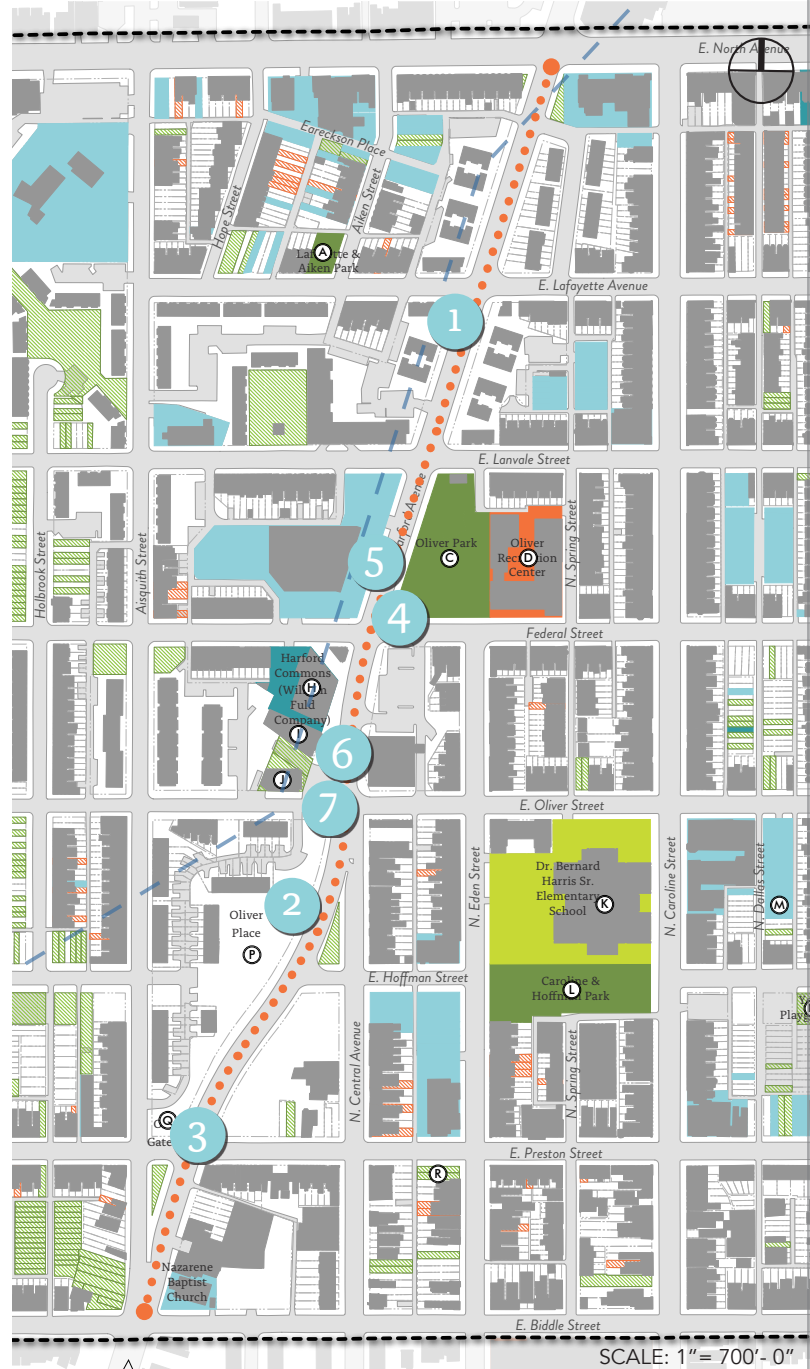 E. North Avenue
Eareckson Place
Hope Street
Aiken Street
A
Lafayette &
Aiken Park
E. Lafayette Avenue
1
E. Lanvale Street
Holbrook Street
Aisquith Street
5
Oliver Park
C
Oliver
Recreation
Center
D
N. Spring Street
4
Federal Street
Harford
Commons
(William
Fuld
Company)
H
I
J
6
7
E. Oliver Street
2
Oliver
Place
P
N. Eden Street
Dr. Bernard
Harris Sr.
Elementary
School
K
N. Caroline Street
N. Dallas Street
M
E. Hoffman Street
Caroline &
Hoffman Park
L
N. Central Avenue
N. Spring Street
Q
3
E. Preston Street
R
Nazarene
Baptist
Church
E. Biddle Street
SCALE: 1”= 700’- 0”